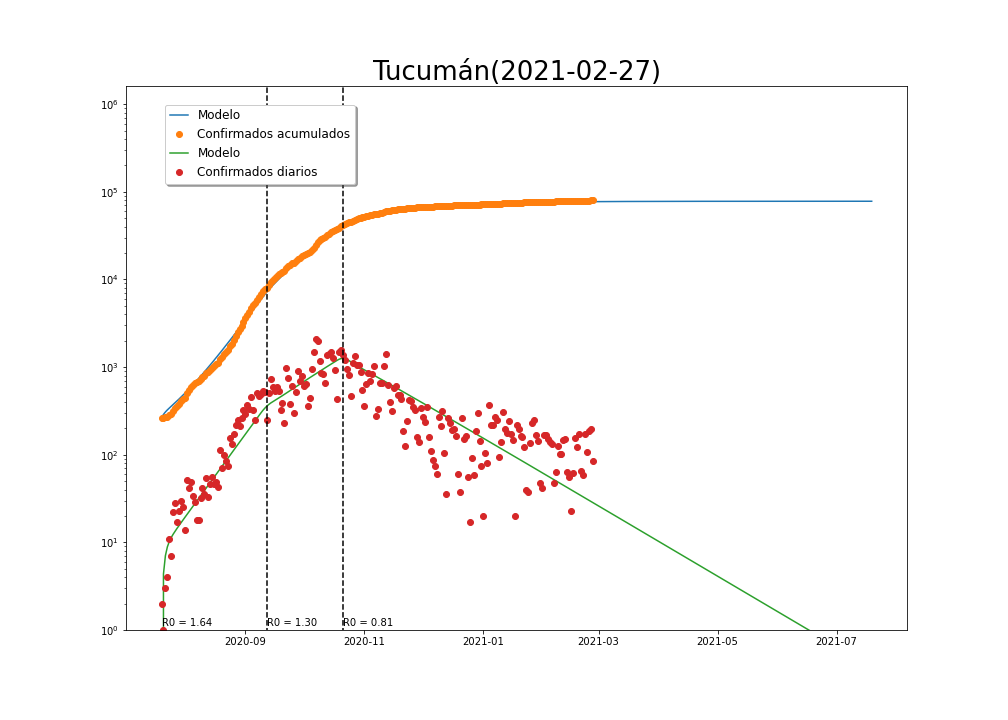 Tucumán(2021-02-27)
Modelo
Confirmados acumulados
Modelo
Confirmados diarios
10⁶
10⁵
10⁴
10³
10²
10¹
10⁰
R0 = 1.64 R0 = 1.30 R0 = 0.81
2020-09 2020-11 2021-01 2021-03 2021-05 2021-07